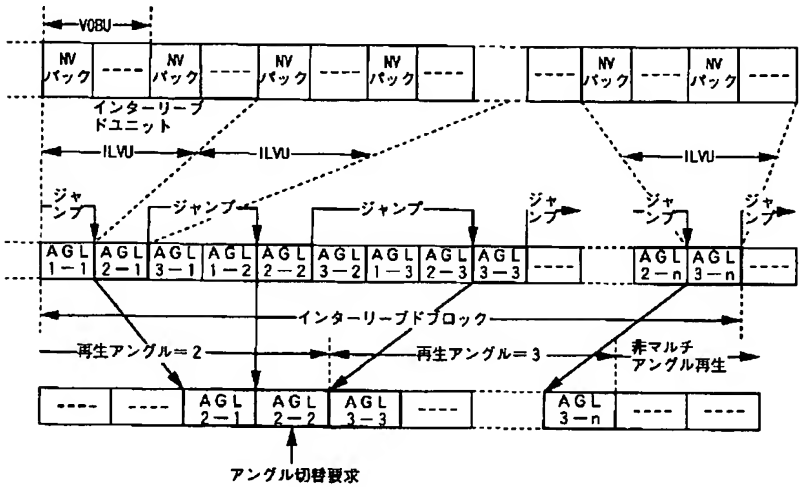 VOBU
NV パック ---- NV パック ---- NV パック ---- NV パック ---- ---- NV パック ---- NV パック ----
インターリーブ
ドユニット
ILVU ILVU ILVU
ジャンプ ジャンプ ジャンプ ジャンプ ジャンプ ジャンプ
AGL 1-1 AGL 2-1 AGL 3-1 AGL 1-2 AGL 2-2 AGL 3-2 AGL 1-3 AGL 2-3 AGL 3-3 ---- AGL 2-n AGL 3-n ----
インターリーブドブロック
再生アングル=2 再生アングル=3 非マルチ
アングル再生
---- ---- AGL 2-1 AGL 2-2 AGL 3-3 ---- AGL 3-n ---- ----
アングル切替要求